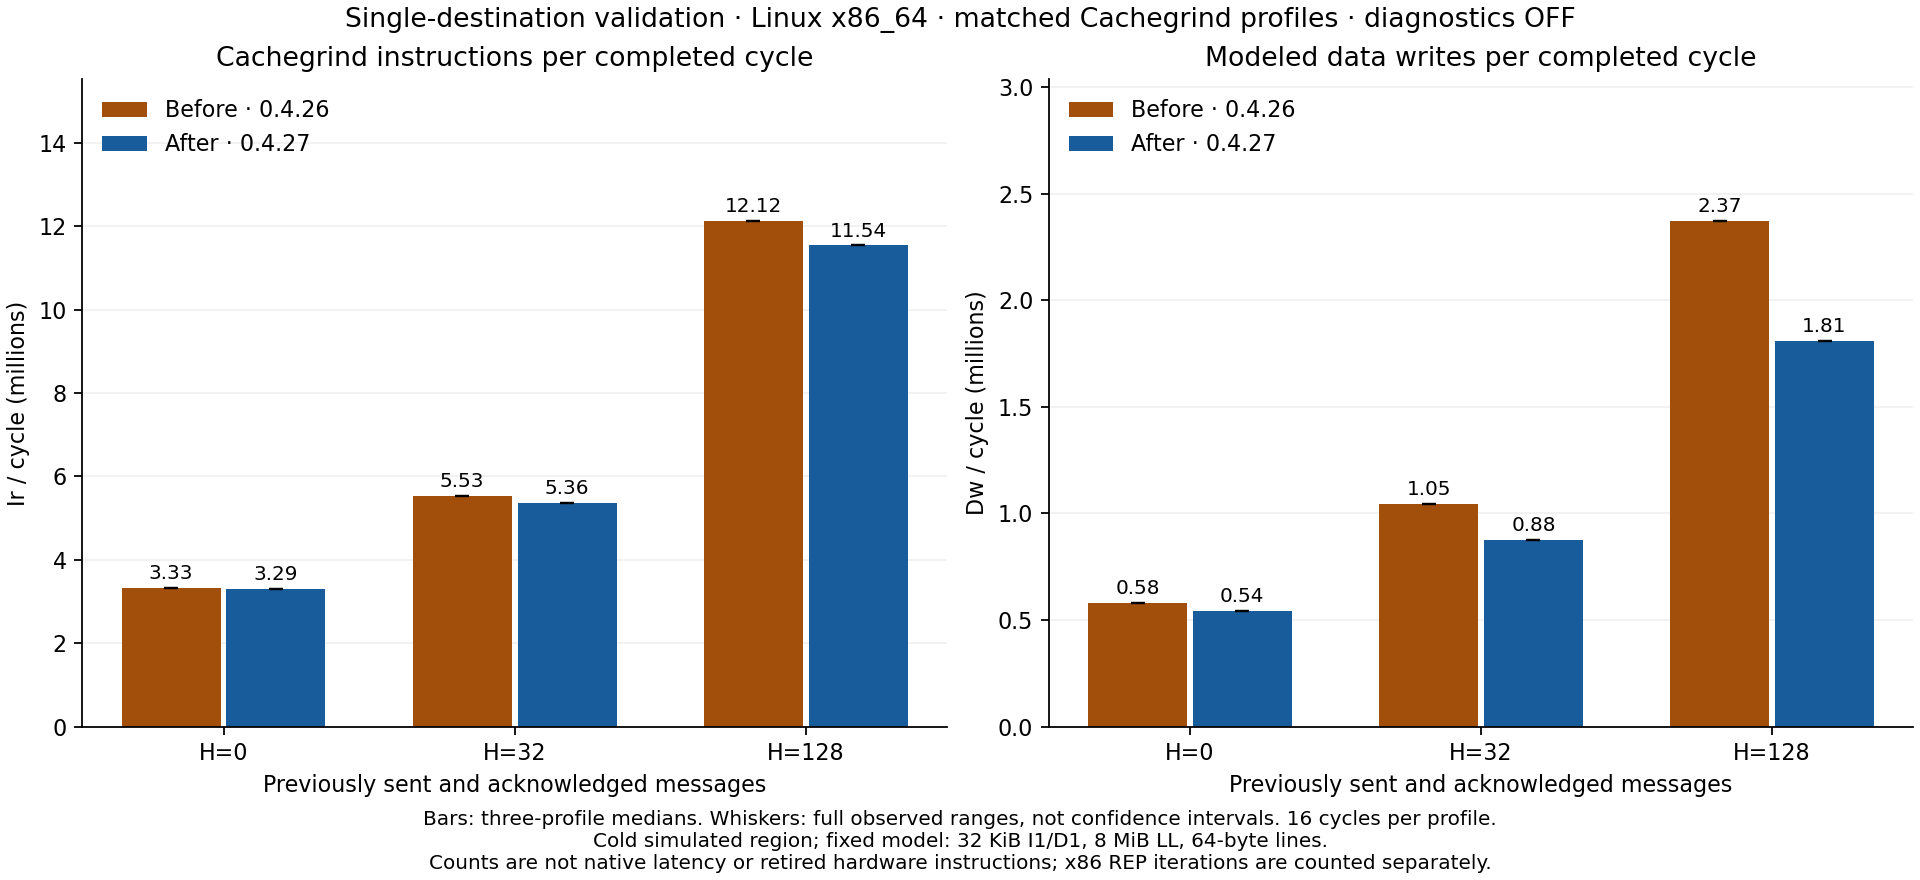 Single-destination validation · Linux x86_64 · matched Cachegrind profiles · diagnostics OFF
Cachegrind instructions per completed cycle
Before · 0.4.26
After · 0.4.27
Ir / cycle (millions)
14
12
10
8
6
4
2
0
3.33
3.29
5.53
5.36
12.12
11.54
H=0
H=32
H=128
Previously sent and acknowledged messages
Modeled data writes per completed cycle
Before · 0.4.26
After · 0.4.27
Dw / cycle (millions)
3.0
2.5
2.0
1.5
1.0
0.5
0.0
0.58
0.54
1.05
0.88
2.37
1.81
H=0
H=32
H=128
Previously sent and acknowledged messages
Bars: three-profile medians. Whiskers: full observed ranges, not confidence intervals. 16 cycles per profile.
Cold simulated region; fixed model: 32 KiB I1/D1, 8 MiB LL, 64-byte lines.
Counts are not native latency or retired hardware instructions; x86 REP iterations are counted separately.